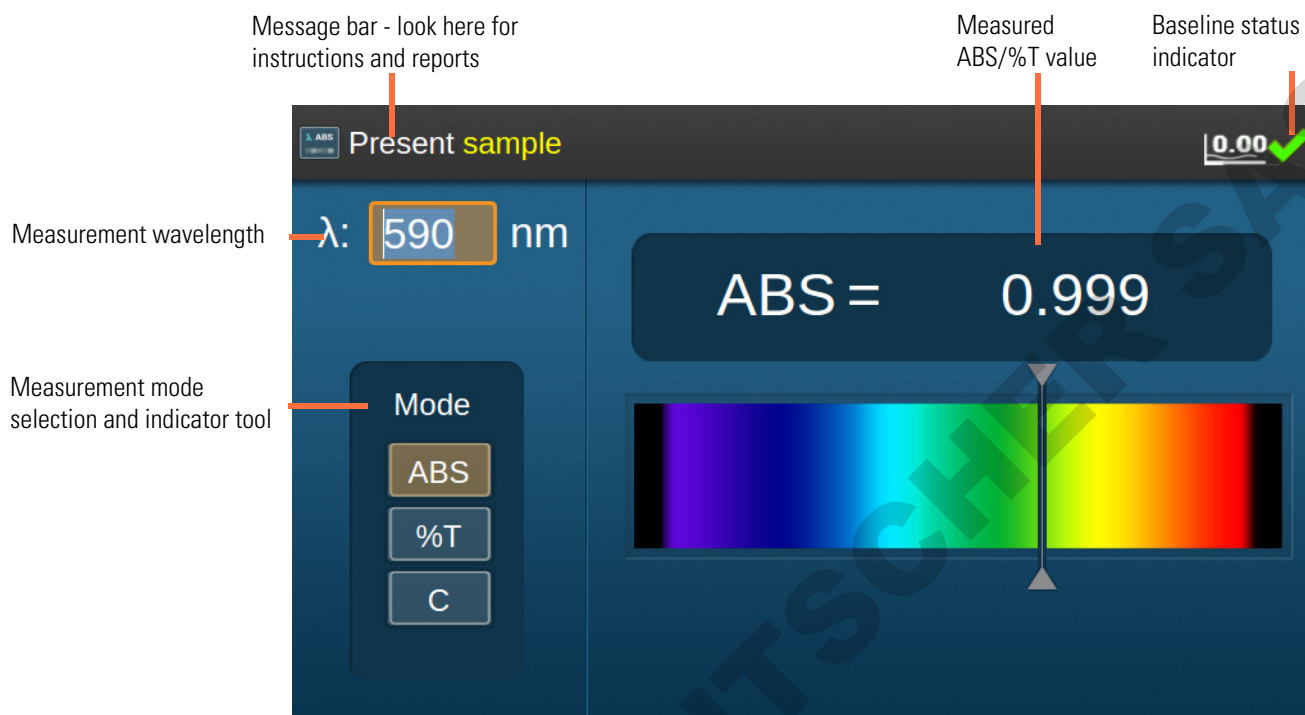 Message bar - look here for
instructions and reports
Measured
ABS/%T value
Baseline status
indicator
λ ABS
Present sample
0.00
Measurement wavelength
λ: 590 nm
ABS = 0.999
Measurement mode
selection and indicator tool
Mode
ABS
%T
C